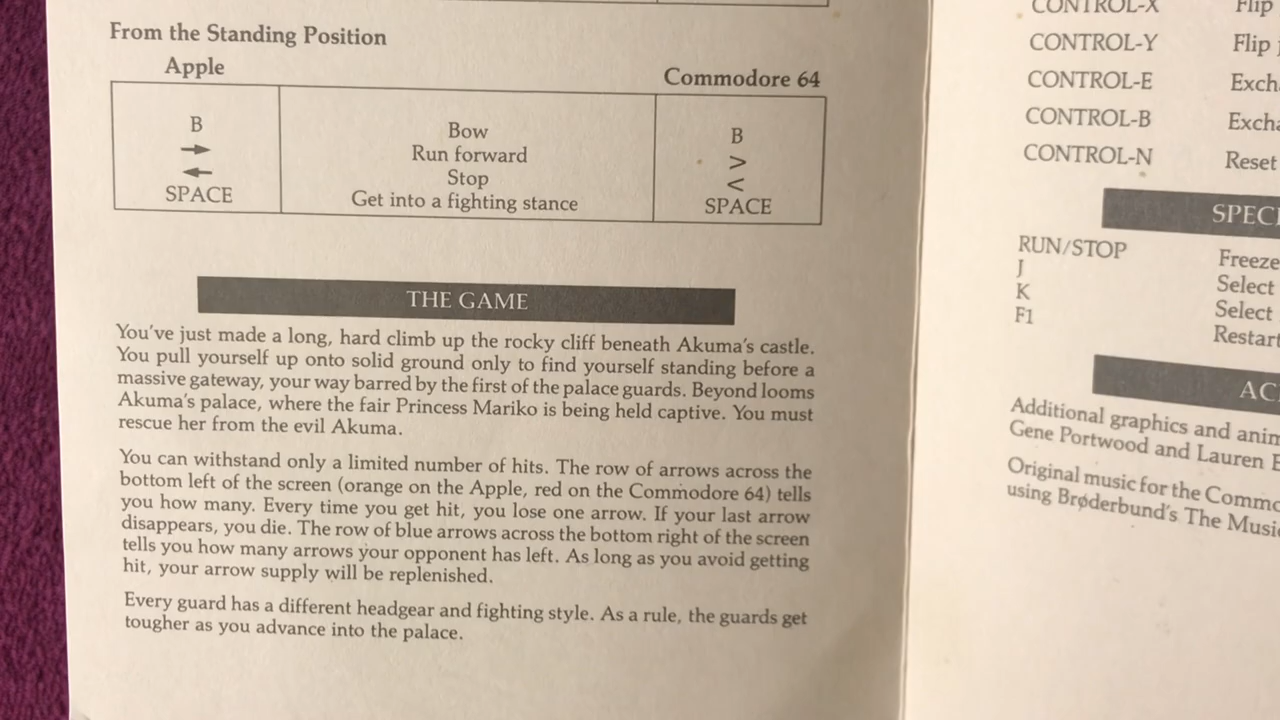 From the Standing Position
Apple
Commodore 64
B
Bow
B
→
Run forward
>
←
Stop
<
SPACE
Get into a fighting stance
SPACE
THE GAME
You've just made a long, hard climb up the rocky cliff beneath Akuma's castle.
You pull yourself up onto solid ground only to find yourself standing before a
massive gateway, your way barred by the first of the palace guards. Beyond looms
Akuma's palace, where the fair Princess Mariko is being held captive. You must
rescue her from the evil Akuma.
You can withstand only a limited number of hits. The row of arrows across the
bottom left of the screen (orange on the Apple, red on the Commodore 64) tells
you how many. Every time you get hit, you lose one arrow. If your last arrow
disappears, you die. The row of blue arrows across the bottom right of the screen
tells you how many arrows your opponent has left. As long as you avoid getting
hit, your arrow supply will be replenished.
Every guard has a different headgear and fighting style. As a rule, the guards get
tougher as you advance into the palace.
CONTROL-X Flip
CONTROL-Y Flip
CONTROL-E
CONTROL-B
CONTROL-N Reset
RUN/STOP Freeze
J Select
K Select
F1 Restart
Additional graphics and
Gene Portwood and Lauren
Original music for the
using Brøderbund's The